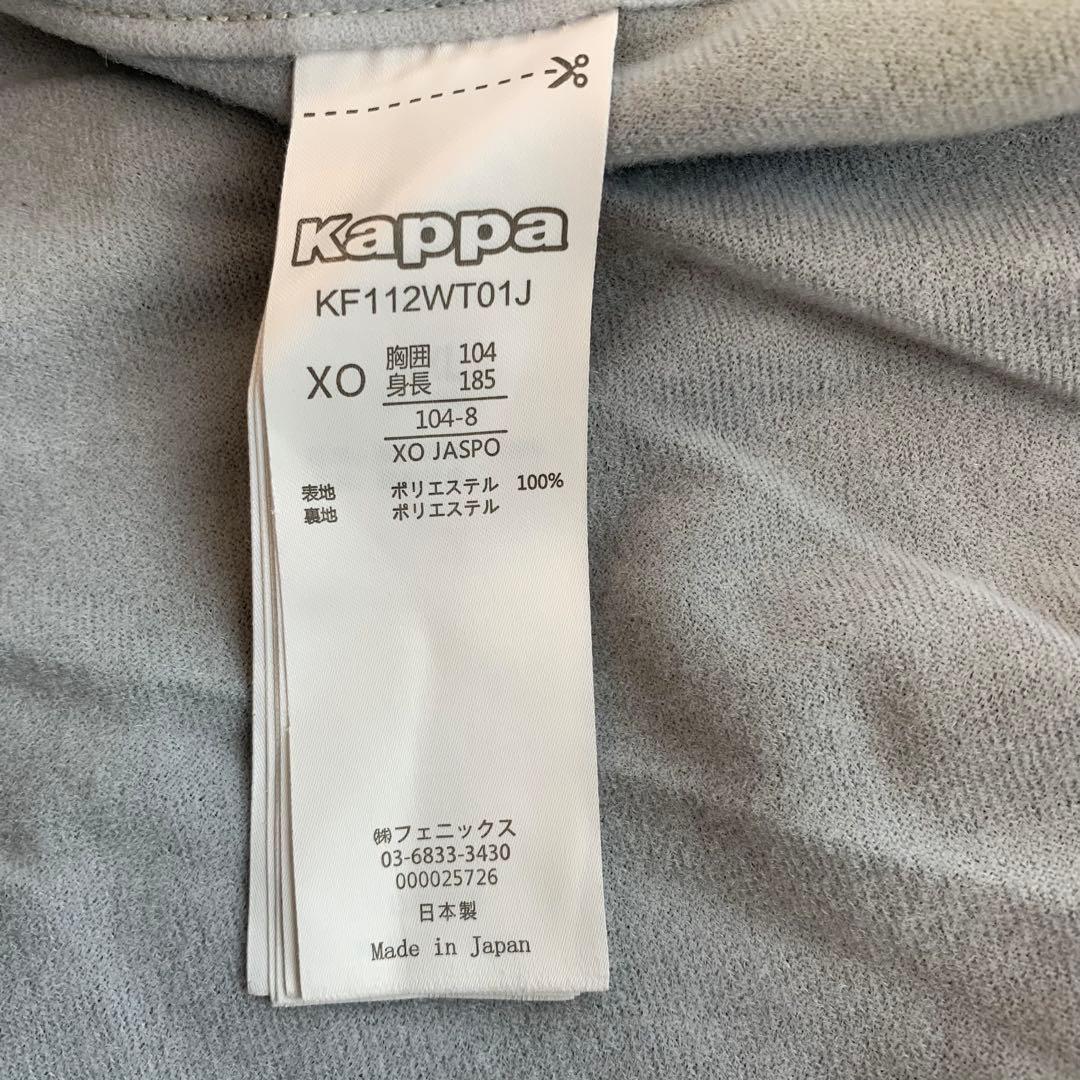 Kappa
KF112WT01J
XO
胸囲 104
身長 185
104-8
XO JASPO
表地 ポリエステル 100%
裏地 ポリエステル
㈱フェニックス
03-6833-3430
000025726
日本製
Made in Japan